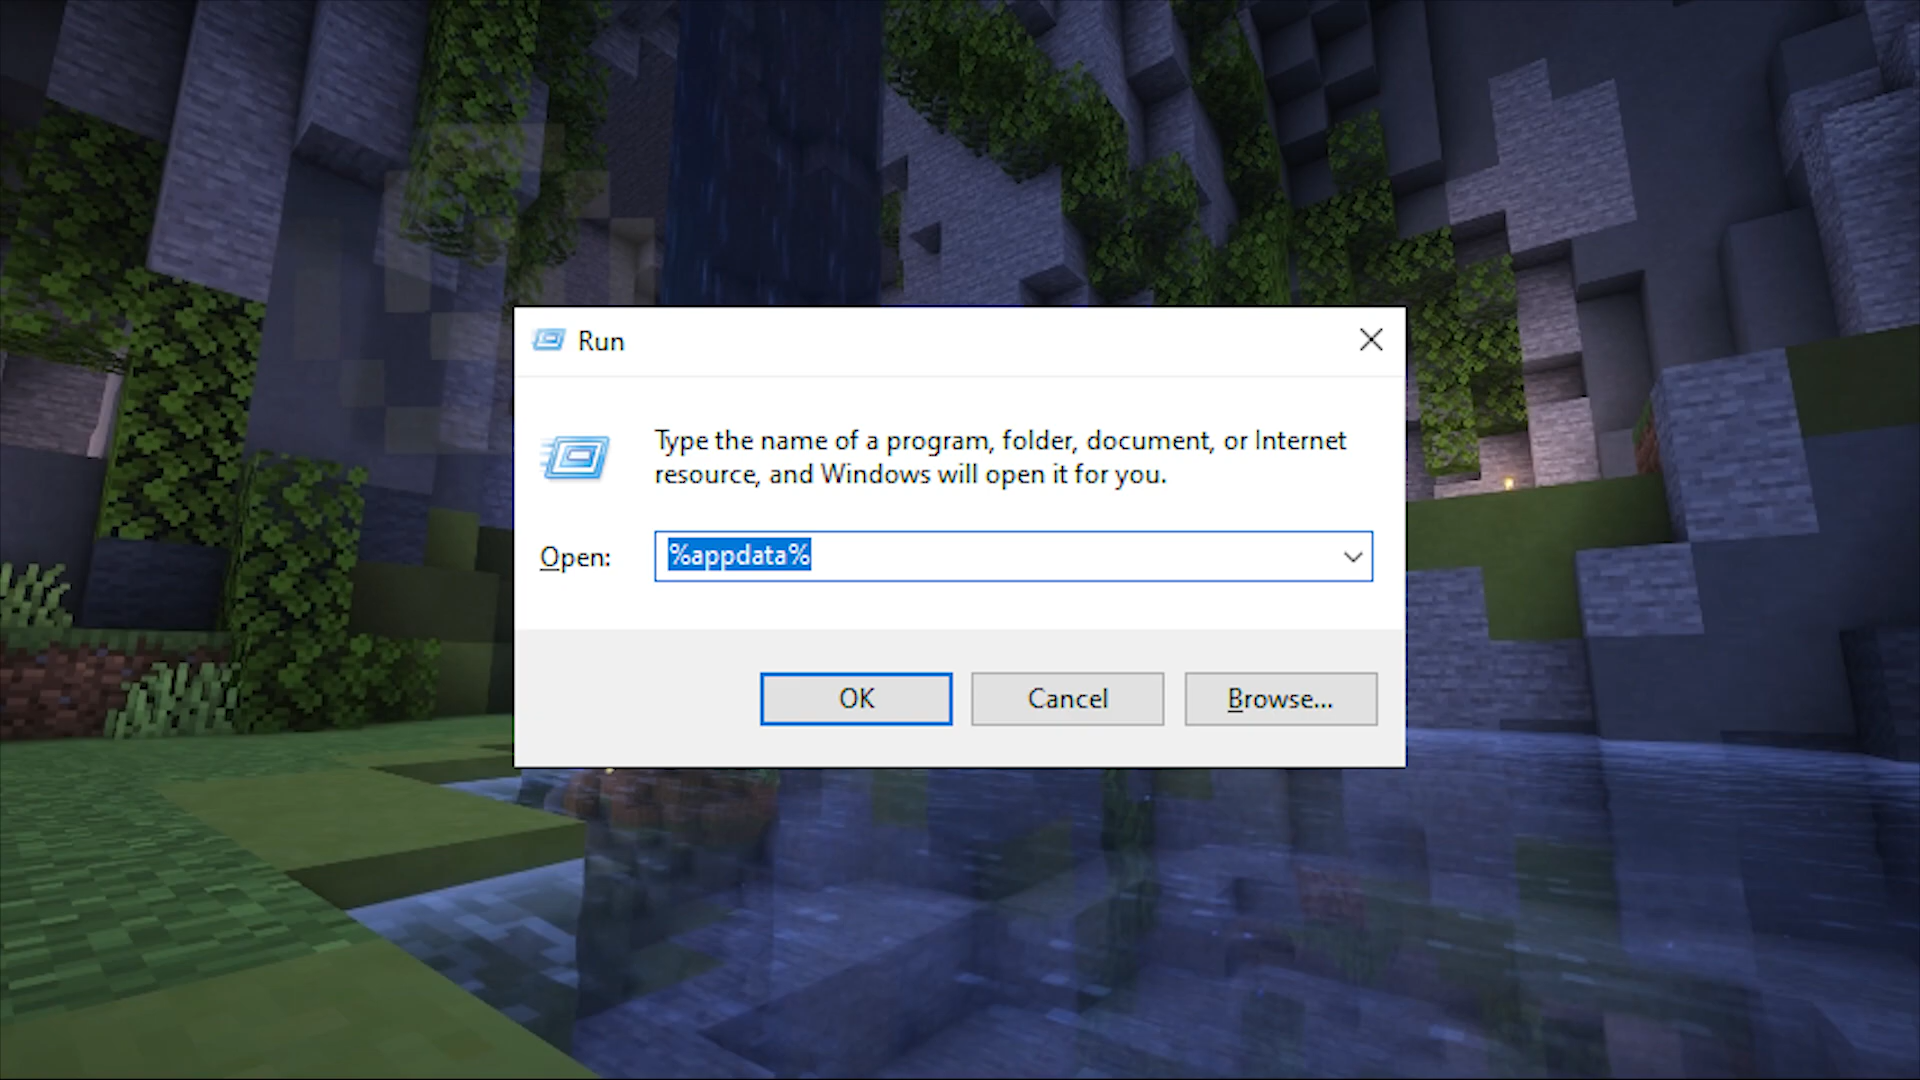 Run
Type the name of a program, folder, document, or Internet
resource, and Windows will open it for you.
Open:
%appdata%
OK
Cancel
Browse...